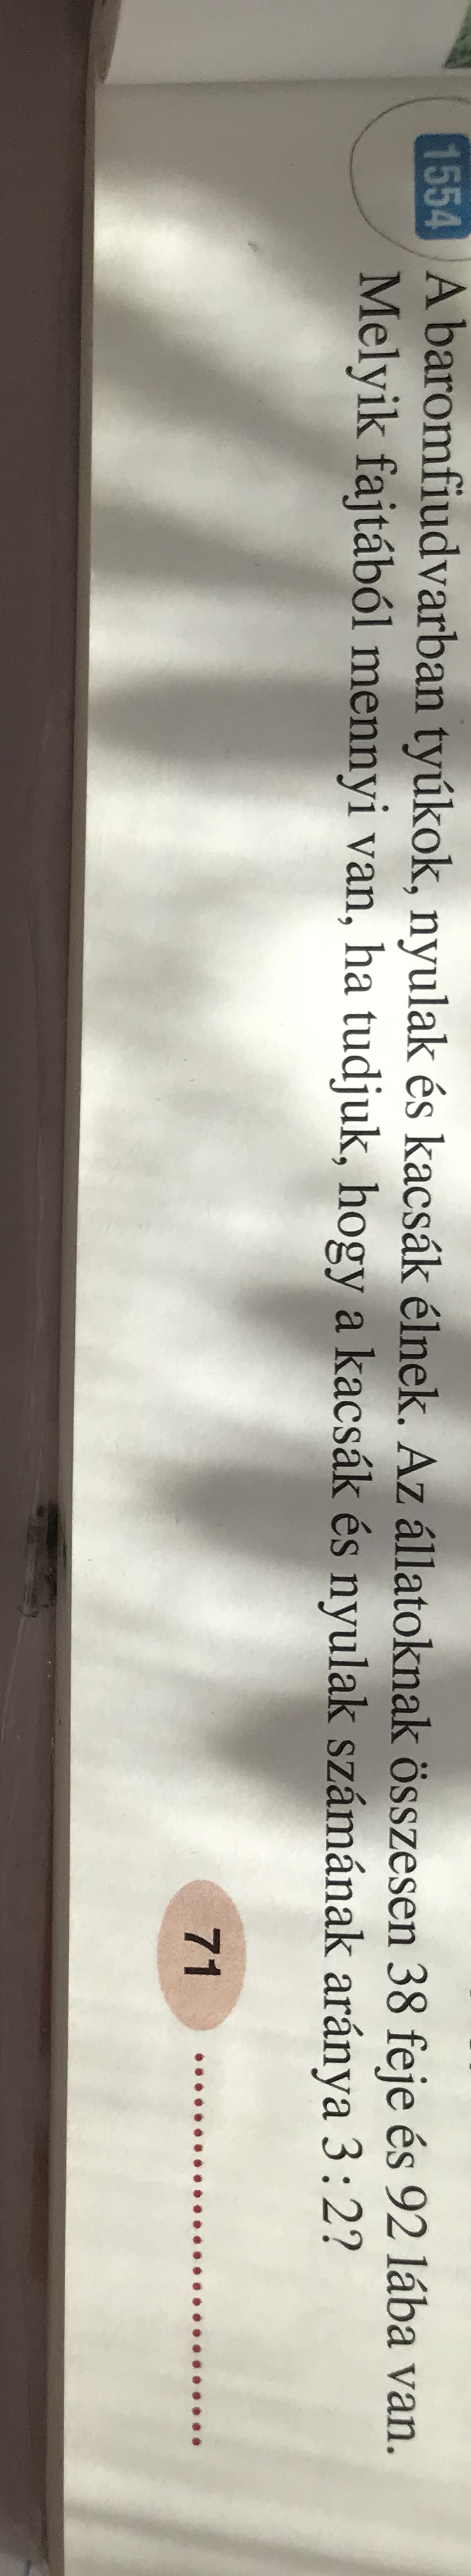 1554
A baromfiudvarban tyúkok, nyulak és kacsák élnek. Az állatoknak összesen 38 feje és 92 lába van.
Melyik fajtából mennyi van, ha tudjuk, hogy a kacsák és nyulak számának aránya 3 : 2?
71